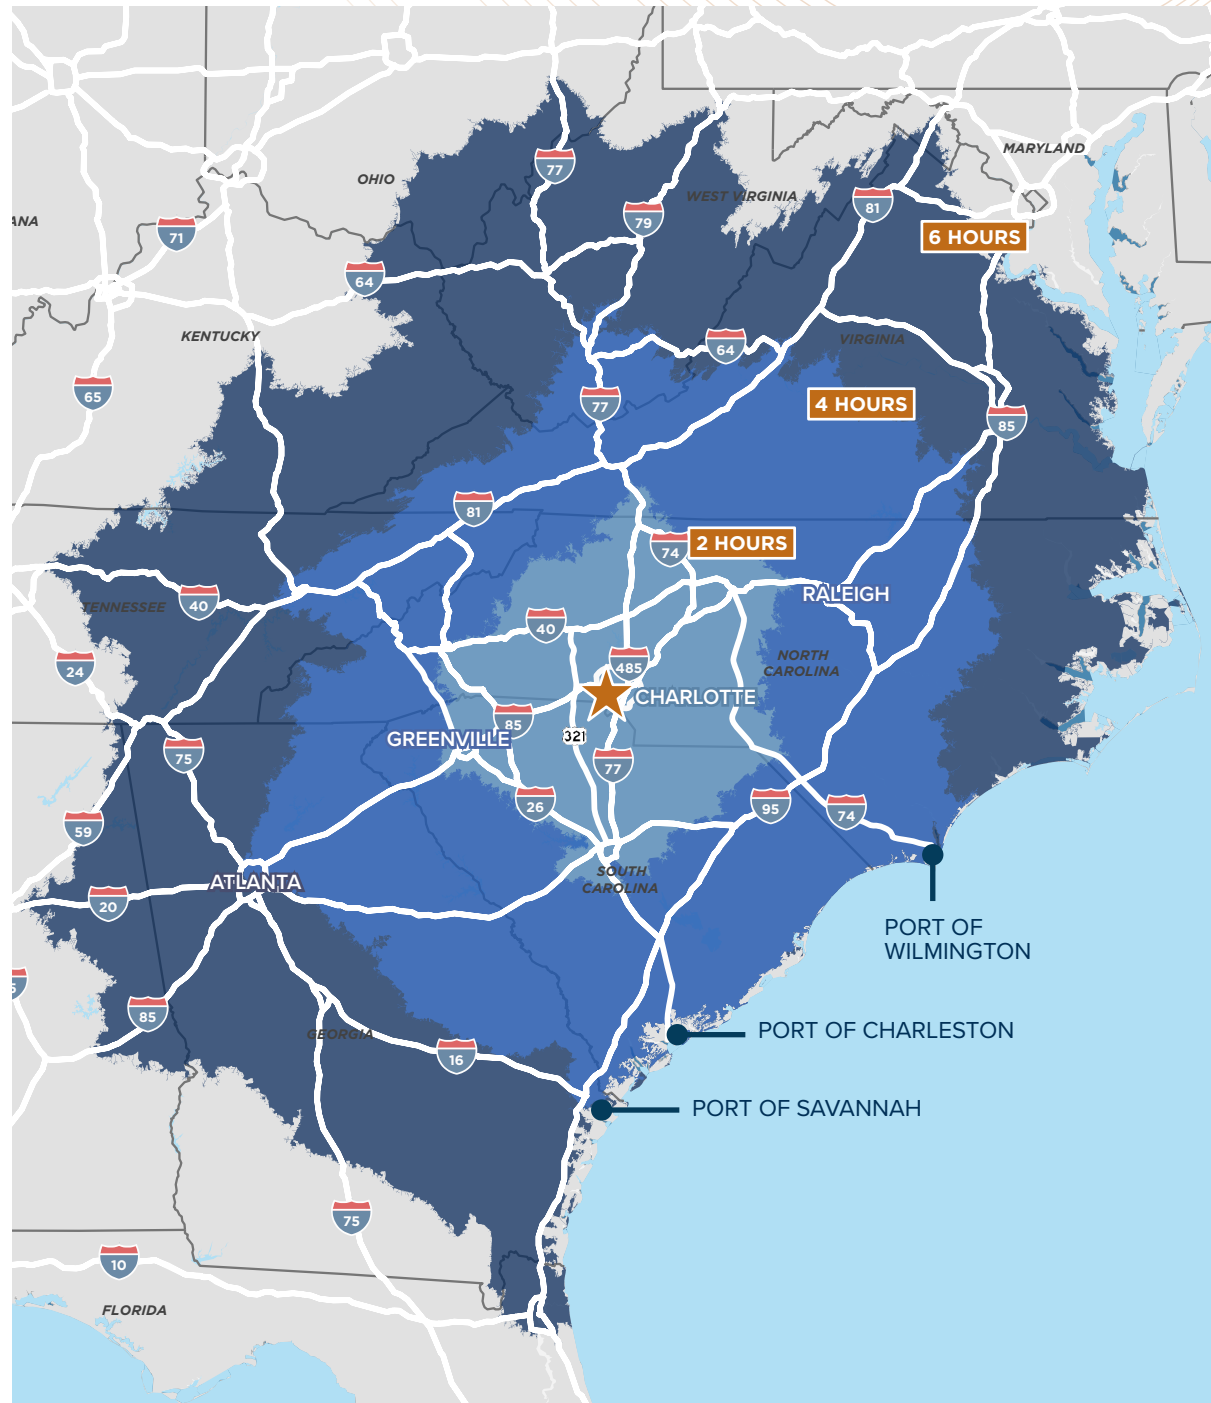 MARYLAND
OHIO
77
WEST VIRGINIA
79
81
ANA
71
6 HOURS
64
KENTUCKY
VIRGINIA
64
65
77
4 HOURS
85
81
74
2 HOURS
TENNESSEE
40
RALEIGH
40
NORTH
CAROLINA
24
485
CHARLOTTE
85
GREENVILLE
321
75
77
26
95
74
59
ATLANTA
SOUTH
CAROLINA
20
PORT OF
WILMINGTON
5
85
GEORGIA
PORT OF CHARLESTON
16
PORT OF SAVANNAH
75
10
FLORIDA